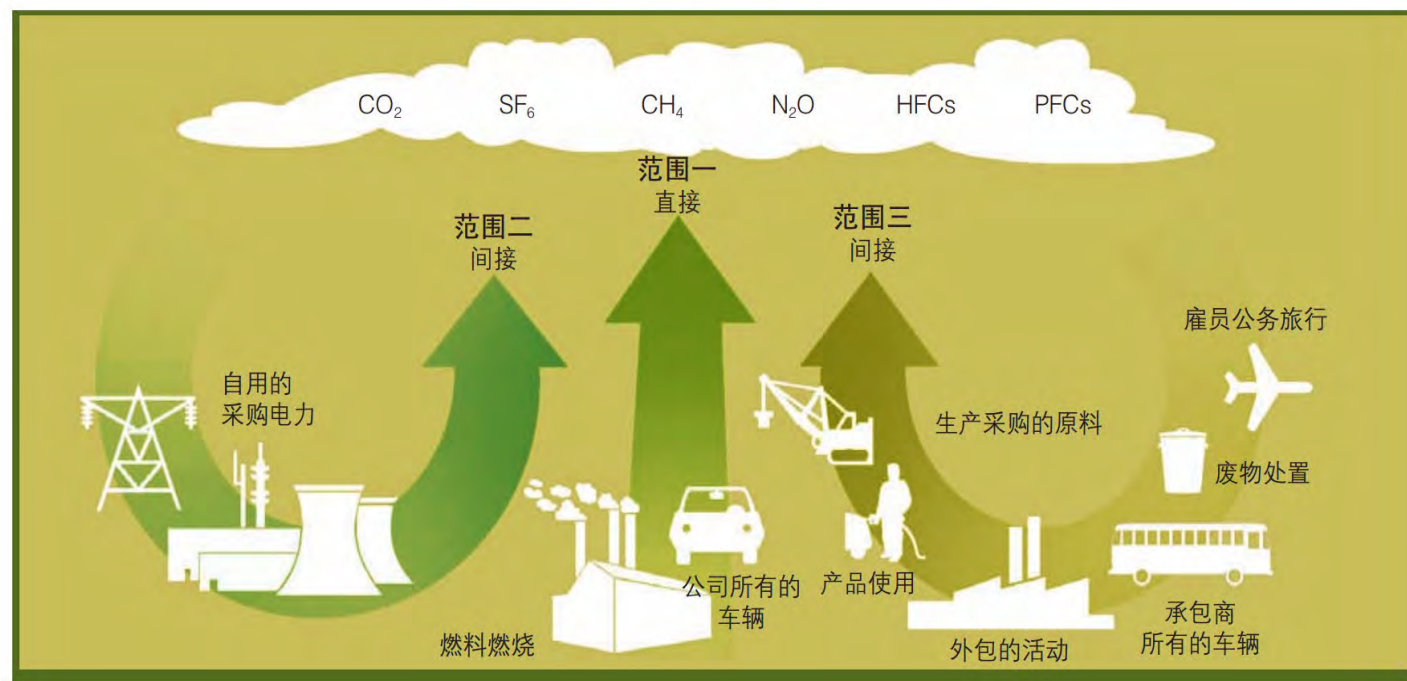 CO₂ SF₆ CH₄ N₂O HFCs PFCs
范围一
直接
范围二
间接
范围三
间接
雇员公务旅行
自用的
采购电力
生产采购的原料
废物处置
公司所有的
车辆
产品使用
燃料燃烧
外包的活动
承包商
所有的车辆